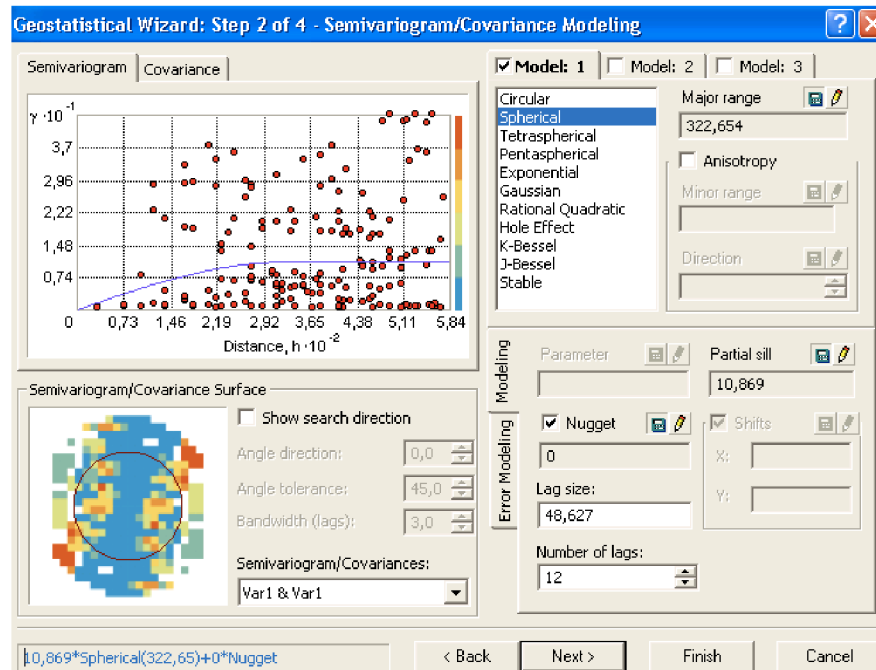 Geostatistical Wizard: Step 2 of 4 - Semivariogram/Covariance Modeling
Semivariogram
Covariance
γ·10⁻¹
3,7
2,96
2,22
1,48
0,74
0 0,73 1,46 2,19 2,92 3,65 4,38 5,11 5,84
Distance, h·10⁻²
Model: 1
Model: 2
Model: 3
Circular
Spherical
Tetraspherical
Pentaspherical
Exponential
Gaussian
Rational Quadratic
Hole Effect
K-Bessel
J-Bessel
Stable
Major range
322,654
Anisotropy
Minor range
Direction
Semivariogram/Covariance Surface
Show search direction
Angle direction:
0,0
Angle tolerance:
45,0
Bandwidth (lags):
3,0
Semivariogram/Covariances:
Var1 & Var1
Modeling
Error Modeling
Parameter
Partial sill
10,869
Nugget
0
Shifts
X:
Y:
Lag size:
48,627
Number of lags:
12
10,869*Spherical(322,65)+0*Nugget
< Back
Next >
Finish
Cancel